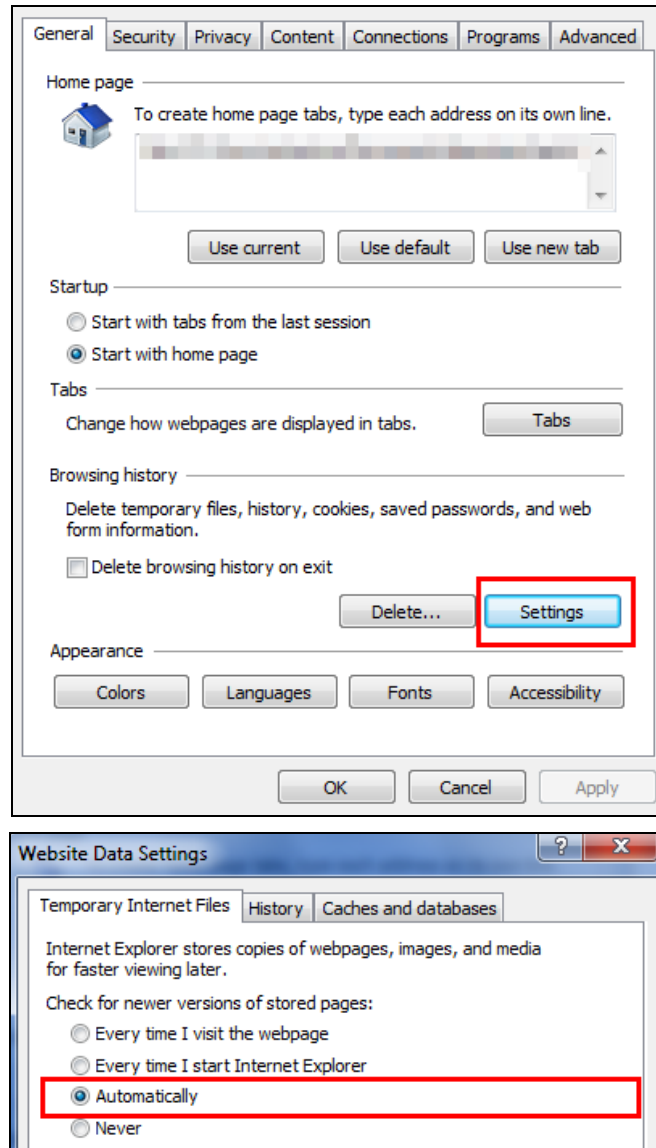 General Security Privacy Content Connections Programs Advanced
Home page
To create home page tabs, type each address on its own line.
Use current Use default Use new tab
Startup
Start with tabs from the last session
Start with home page
Tabs
Change how webpages are displayed in tabs. Tabs
Browsing history
Delete temporary files, history, cookies, saved passwords, and web
form information.
Delete browsing history on exit
Delete... Settings
Appearance
Colors Languages Fonts Accessibility
OK Cancel Apply
Website Data Settings
Temporary Internet Files History Caches and databases
Internet Explorer stores copies of webpages, images, and media
for faster viewing later.
Check for newer versions of stored pages:
Every time I visit the webpage
Every time I start Internet Explorer
Automatically
Never